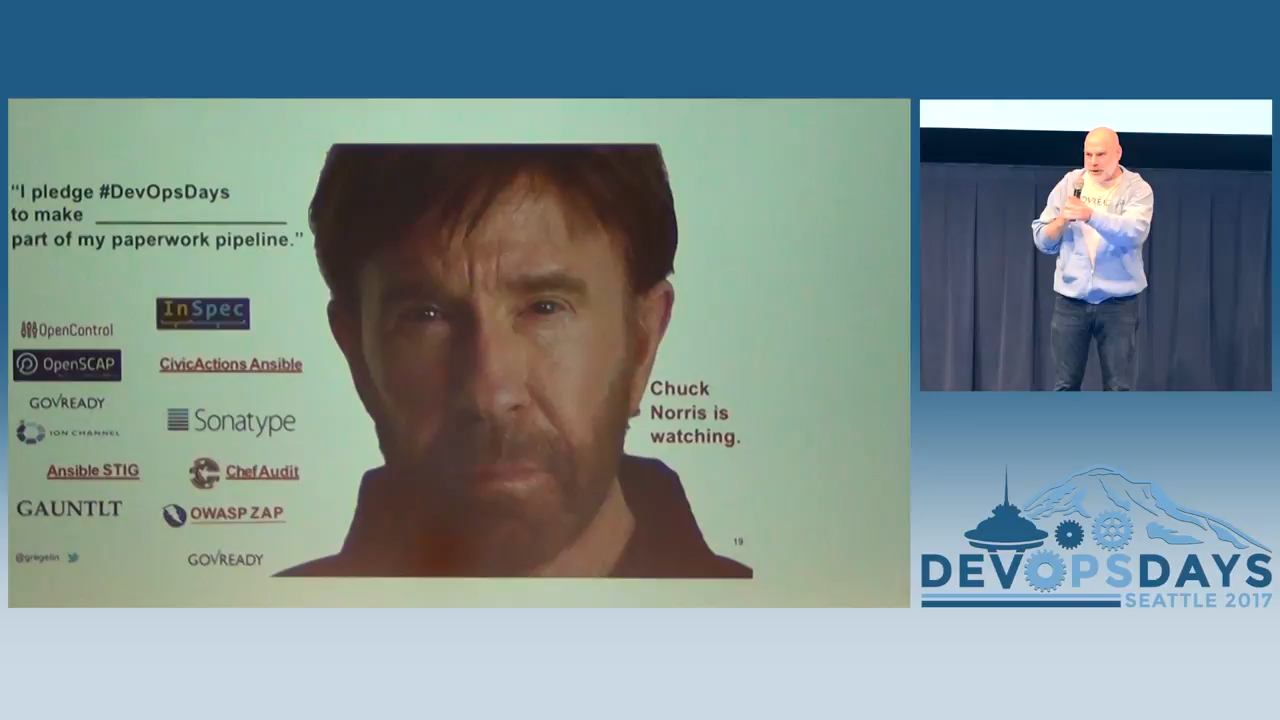 “I pledge #DevOpsDays
to make ____________________
part of my paperwork pipeline.”
InSpec
OpenControl
OpenSCAP
CivicActions Ansible
GOVREADY
Sonatype
ION CHANNEL
Ansible STIG
Chef Audit
GAUNTLT
OWASP ZAP
@gregelin
GOVREADY
Chuck
Norris is
watching.
19
DEVOPSDAYS
SEATTLE 2017